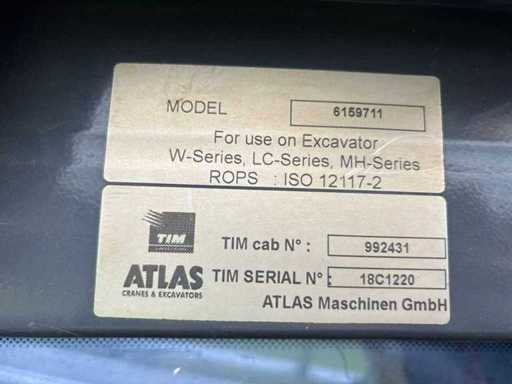 MODEL 6159711
For use on Excavator
W-Series, LC-Series, MH-Series
ROPS : ISO 12117-2
TIM
TIM cab N° : 992431
ATLAS
CRANES & EXCAVATORS
TIM SERIAL N° : 18C1220
ATLAS Maschinen GmbH